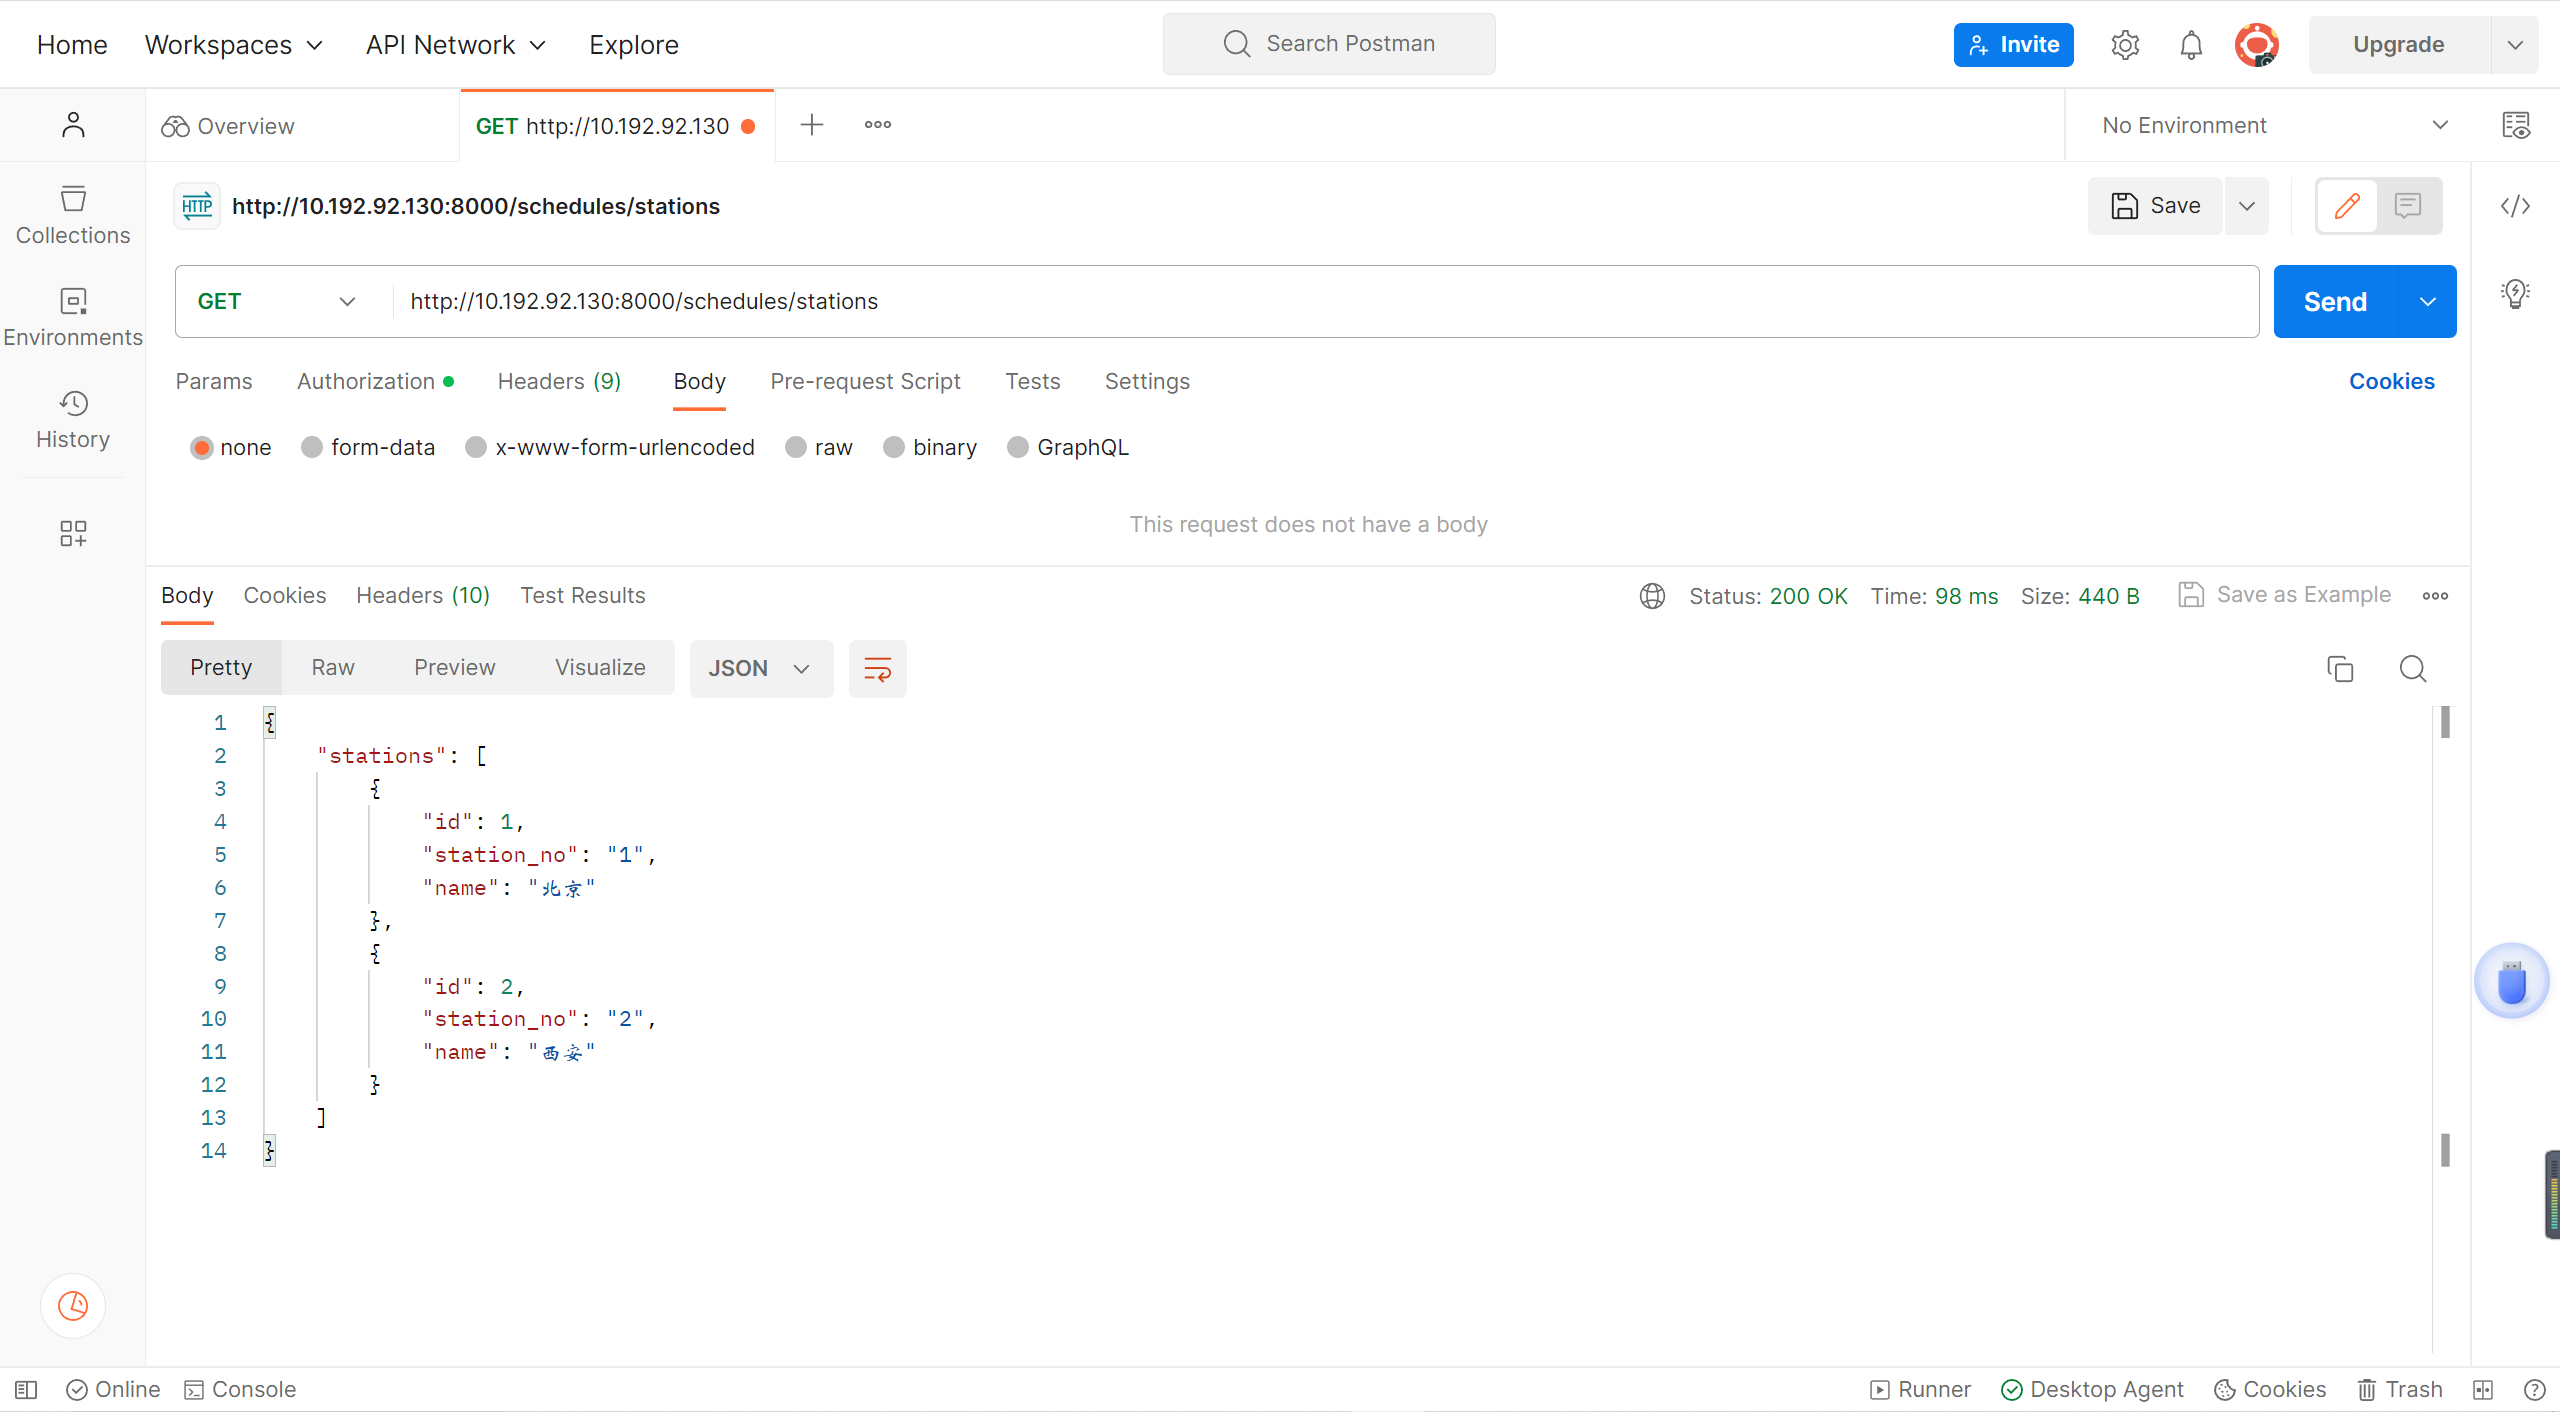 Home Workspaces API Network Explore Search Postman Invite Upgrade
Overview GET http://10.192.92.130 No Environment
http://10.192.92.130:8000/schedules/stations Save
Collections
GET http://10.192.92.130:8000/schedules/stations Send
Environments
Params Authorization Headers (9) Body Pre-request Script Tests Settings Cookies
History
none form-data x-www-form-urlencoded raw binary GraphQL
This request does not have a body
Body Cookies Headers (10) Test Results Status: 200 OK Time: 98 ms Size: 440 B Save as Example
Pretty Raw Preview Visualize JSON
1 {
2 "stations": [
3 {
4 "id": 1,
5 "station_no": "1",
6 "name": "北京"
7 },
8 {
9 "id": 2,
10 "station_no": "2",
11 "name": "西安"
12 }
13 ]
14 }
Online Console Runner Desktop Agent Cookies Trash